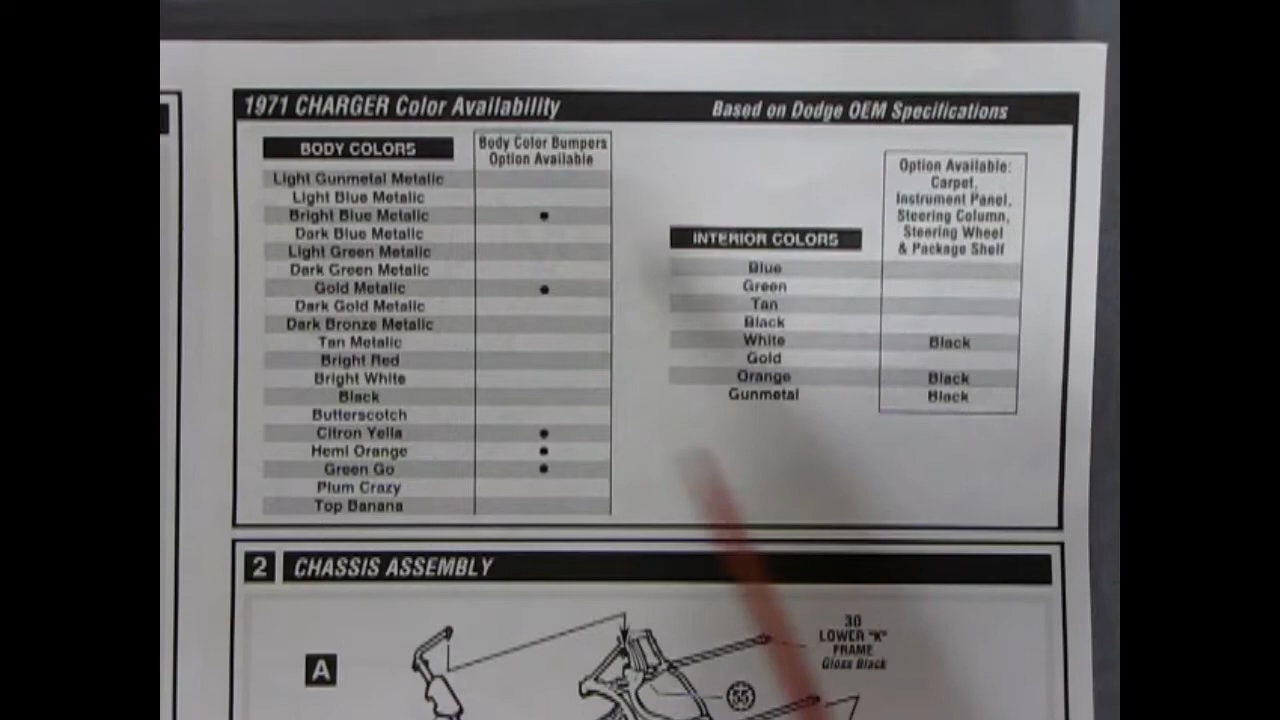 1971 CHARGER Color Availability
Based on Dodge OEM Specifications
BODY COLORS
Body Color Bumpers
Option Available
Light Gunmetal Metalic
Light Blue Metalic
Bright Blue Metalic •
Dark Blue Metalic
Light Green Metalic
Dark Green Metalic
Gold Metalic •
Dark Gold Metalic
Dark Bronze Metalic
Tan Metalic
Bright Red
Bright White
Black
Butterscotch
Citron Yella •
Hemi Orange •
Green Go •
Plum Crazy
Top Banana
Option Available:
Carpet,
Instrument Panel,
Steering Column,
Steering Wheel
& Package Shelf
INTERIOR COLORS
Blue
Green
Tan
Black
White Black
Gold
Orange Black
Gunmetal Black
2 CHASSIS ASSEMBLY
A
30
LOWER "K"
FRAME
Gloss Black
55